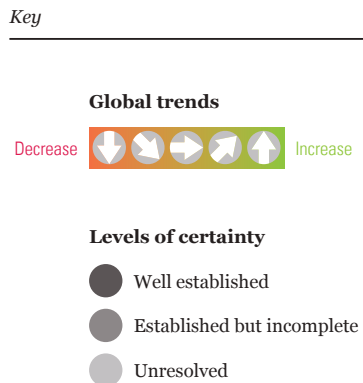 Key
Global trends
Decrease
Increase
Levels of certainty
Well established
Established but incomplete
Unresolved